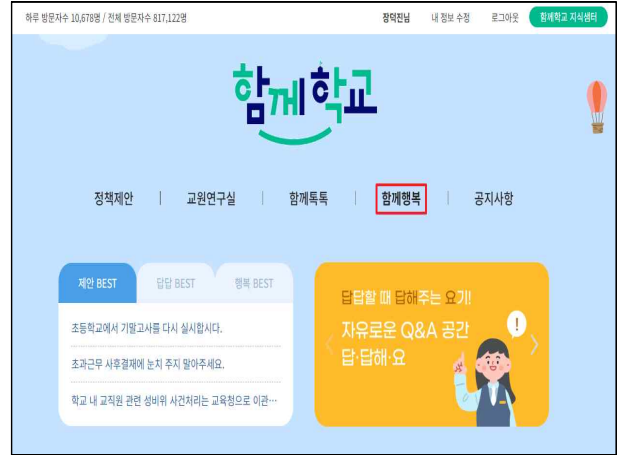 하루 방문자수 10,678명 / 전체 방문자수 817,122명
장덕진님 내 정보 수정 로그아웃 함께학교 지식샘터
함께학교
정책제안 | 교원연구실 | 함께톡톡 | 함께행복 | 공지사항
제안 BEST 답답 BEST 행복 BEST
초등학교에서 기말고사를 다시 실시합시다.
초과근무 사후결재에 눈치 주지 말아주세요.
학교 내 교직원 관련 성비위 사건처리는 교육청으로 이관…
답답할 때 답해주는 요기!
자유로운 Q&A 공간
답·답해·요
!